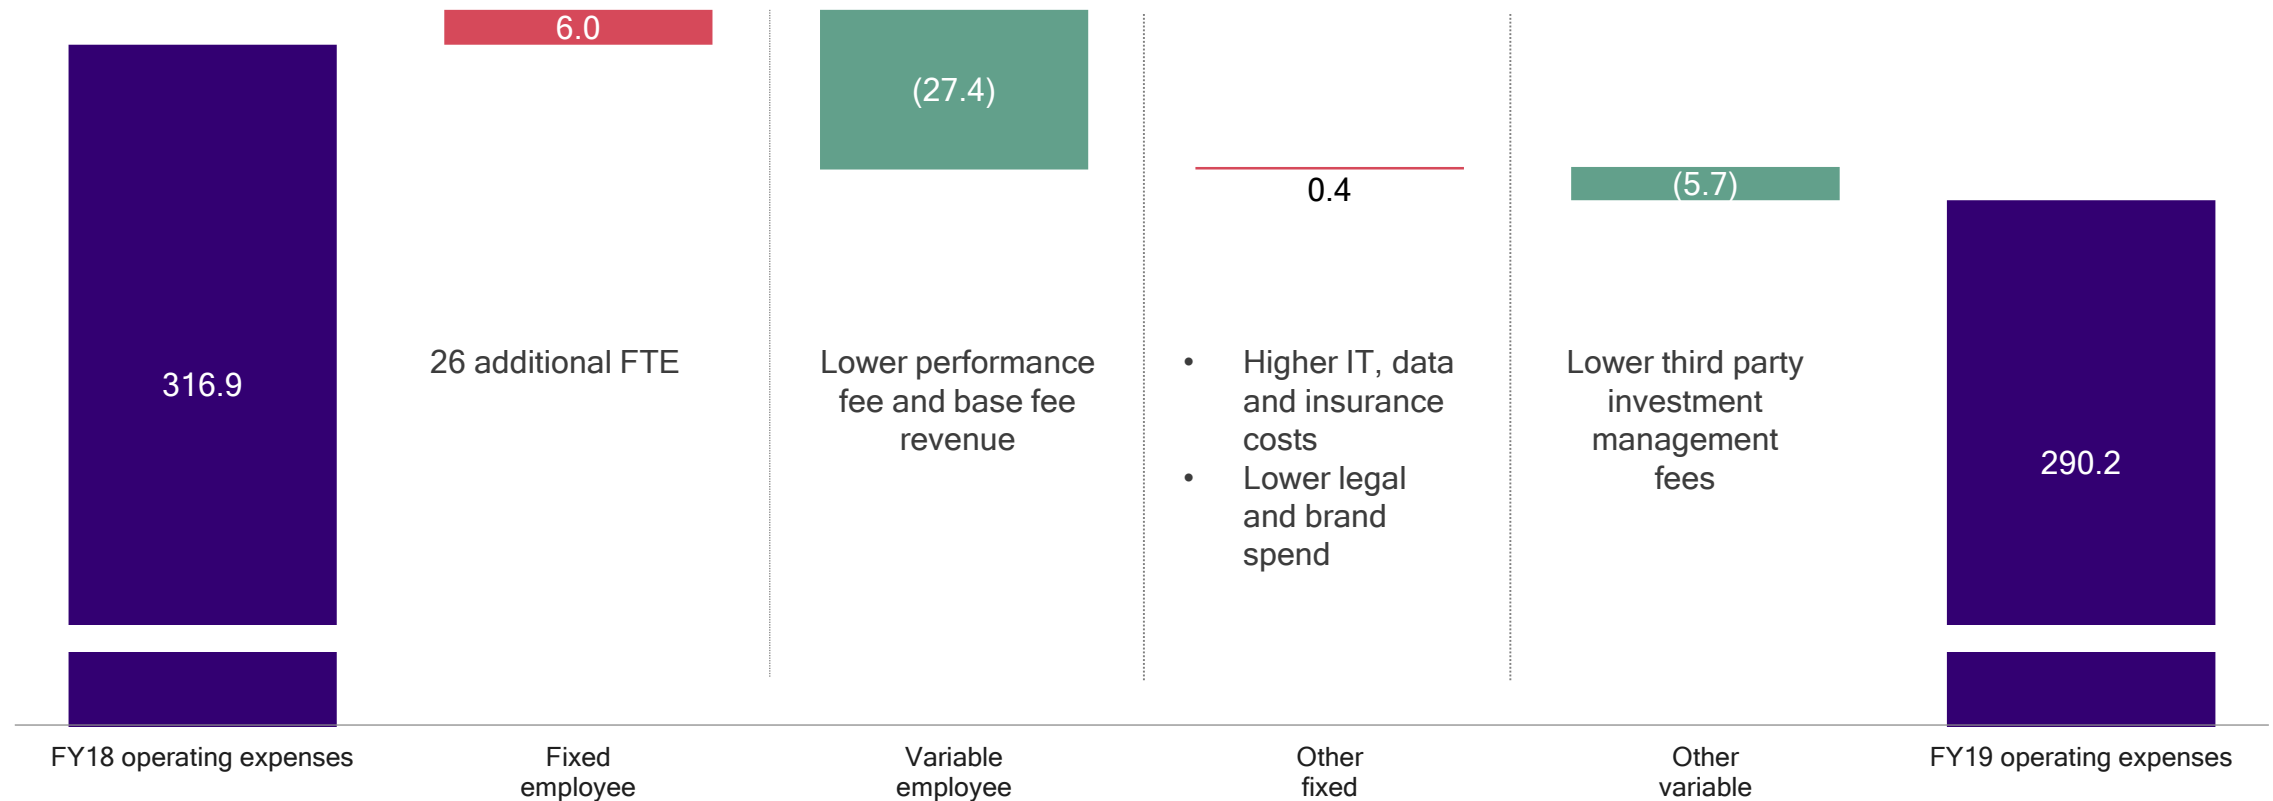 6.0
(27.4)
0.4
(5.7)
316.9
290.2
26 additional FTE
Lower performance
fee and base fee
revenue
• Higher IT, data
and insurance
costs
• Lower legal
and brand
spend
Lower third party
investment
management
fees
FY18 operating expenses
Fixed
employee
Variable
employee
Other
fixed
Other
variable
FY19 operating expenses